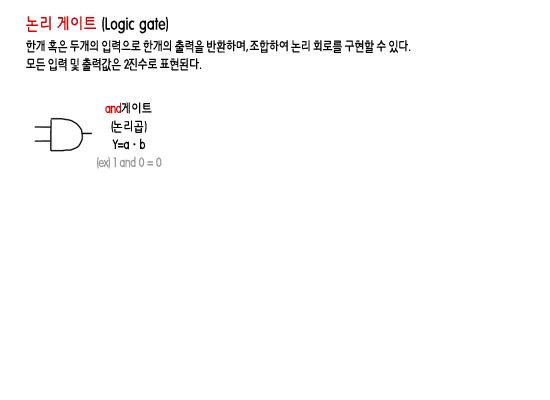 논리 게이트 (Logic gate)
한개 혹은 두개의 입력으로 한개의 출력을 반환하며, 조합하여 논리 회로를 구현할 수 있다.
모든 입력 및 출력값은 2진수로 표현된다.
and게이트
(논리곱)
Y=a · b
(ex) 1 and 0 = 0